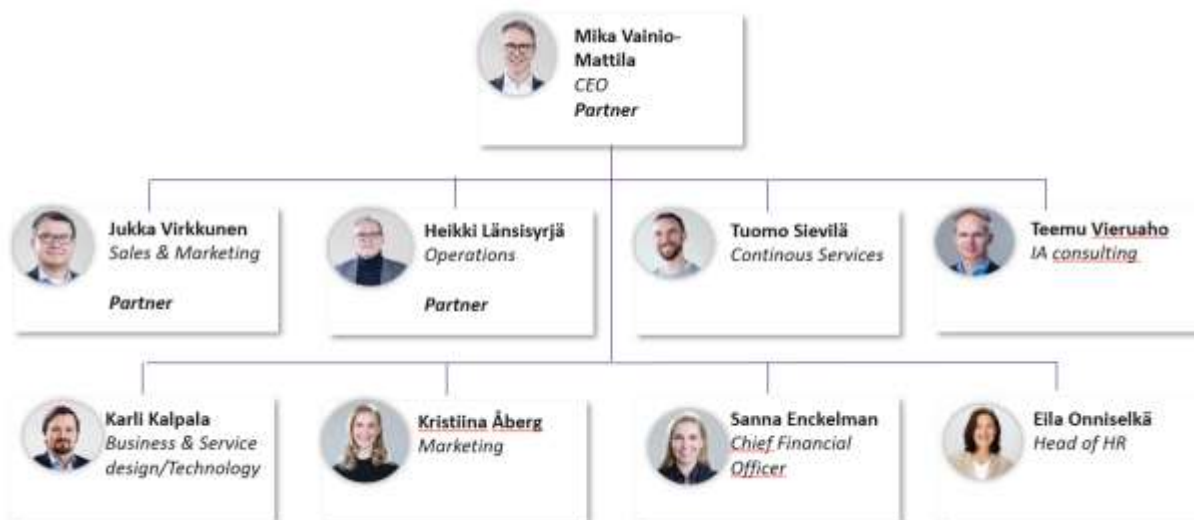 Mika Vainio-
Mattila
CEO
Partner
Jukka Virkkunen
Sales & Marketing
Partner
Heikki Länsisyrjä
Operations
Partner
Tuomo Sievilä
Continous Services
Teemu Vieruaho
IA consulting
Karli Kalpala
Business & Service
design/Technology
Kristiina Åberg
Marketing
Sanna Enckelman
Chief Financial
Officer
Eila Onniselkä
Head of HR